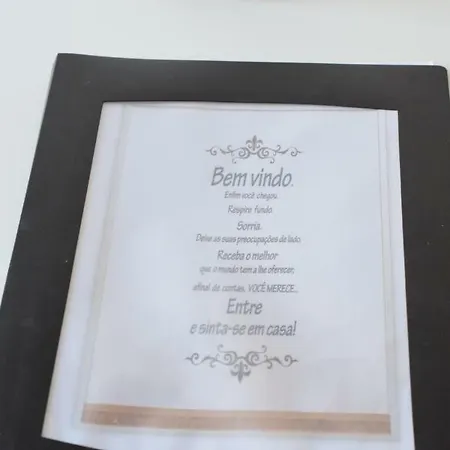 Bem vindo.
Enfim você chegou.
Respire fundo.
Sorria.
Deixe as suas preocupações de lado
Receba o melhor
que o mundo tem a lhe oferecer,
afinal de contas, VOCÊ MERECE...
Entre
e sinta-se em casa!